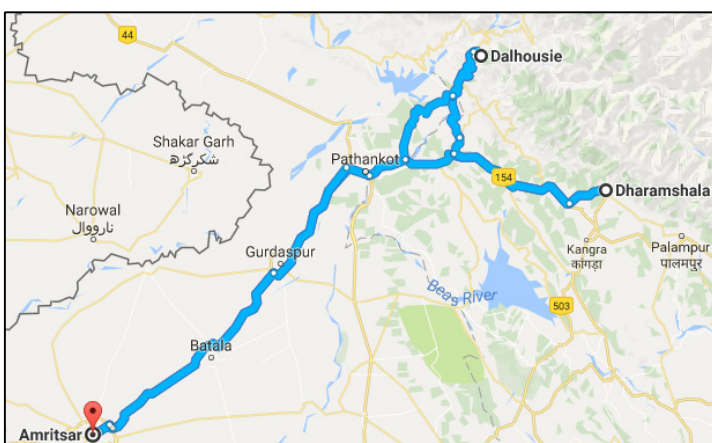 44
Dalhousie
Shakar Garh
شکرگڑھ
Pathankot
154
Dharamshala
Narowal
نارووال
Kangra
कांगड़ा
Palampur
पालमपुर
Gurdaspur
Beas River
503
Batala
Amritsar